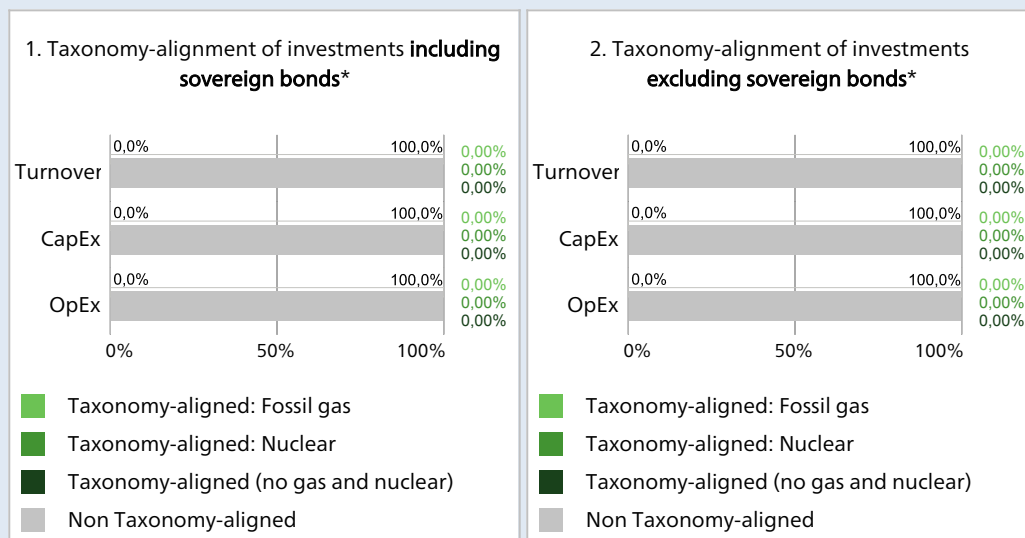 1. Taxonomy-alignment of investments including
sovereign bonds*
0,0% 100,0% 0,00%
Turnover 0,00%
0,00%
0,0% 100,0% 0,00%
CapEx 0,00%
0,00%
0,0% 100,0% 0,00%
OpEx 0,00%
0,00%
0% 50% 100%
Taxonomy-aligned: Fossil gas
Taxonomy-aligned: Nuclear
Taxonomy-aligned (no gas and nuclear)
Non Taxonomy-aligned
2. Taxonomy-alignment of investments
excluding sovereign bonds*
0,0% 100,0% 0,00%
Turnover 0,00%
0,00%
0,0% 100,0% 0,00%
CapEx 0,00%
0,00%
0,0% 100,0% 0,00%
OpEx 0,00%
0,00%
0% 50% 100%
Taxonomy-aligned: Fossil gas
Taxonomy-aligned: Nuclear
Taxonomy-aligned (no gas and nuclear)
Non Taxonomy-aligned